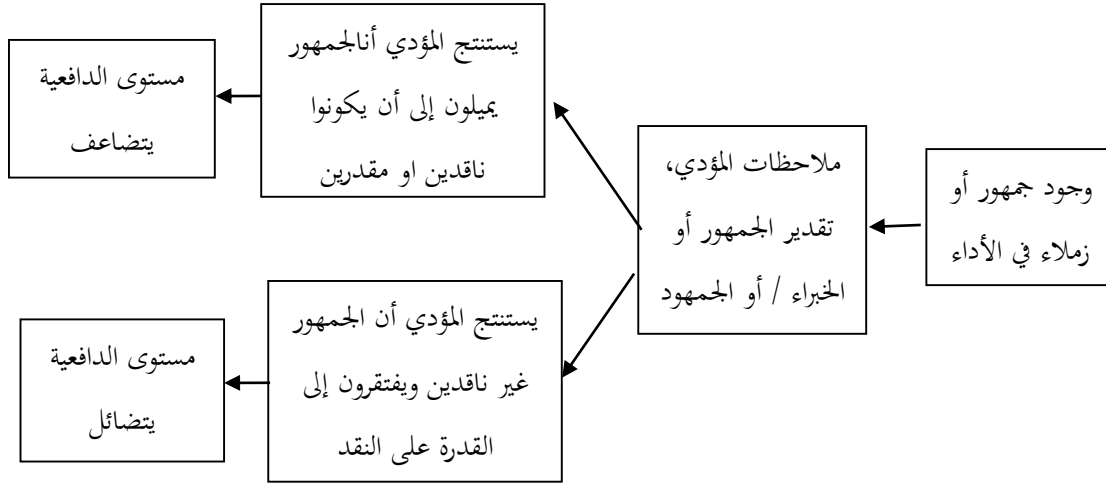 وجود جمهور أو
زملاء في الأداء
ملاحظات المؤدي،
تقدير الجمهور أو
الخبراء / أو الجمهود
يستنتج المؤدي أنالجمهور
يميلون إلى أن يكونوا
ناقدين او مقدرين
مستوى الدافعية
يتضاعف
يستنتج المؤدي أن الجمهور
غير ناقدين ويفتقرون إلى
القدرة على النقد
مستوى الدافعية
يتضائل